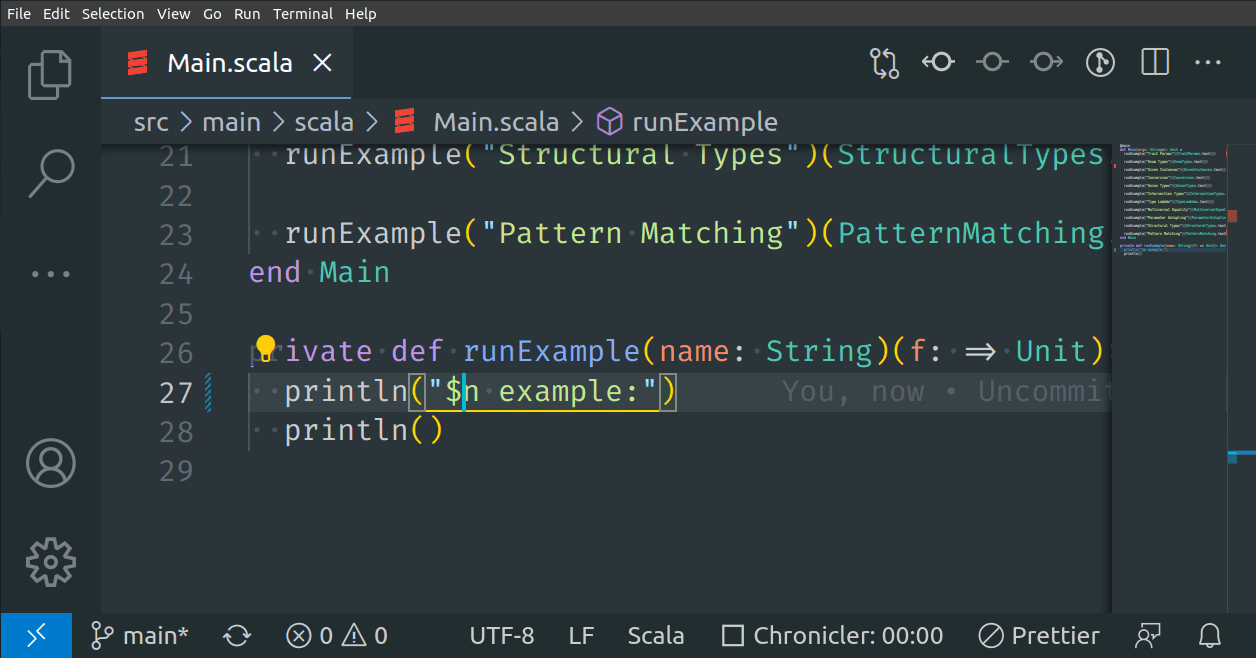 File Edit Selection View Go Run Terminal Help
Main.scala
src > main > scala > Main.scala > runExample
21 runExample("Structural Types")(StructuralTypes.
22
23 runExample("Pattern Matching")(PatternMatching.
24 end Main
25
26 private def runExample(name: String)(f: => Unit):
27 println("$n example:") You, now • Uncommit
28 println()
29
main* 0 0 UTF-8 LF Scala Chronicler: 00:00 Prettier